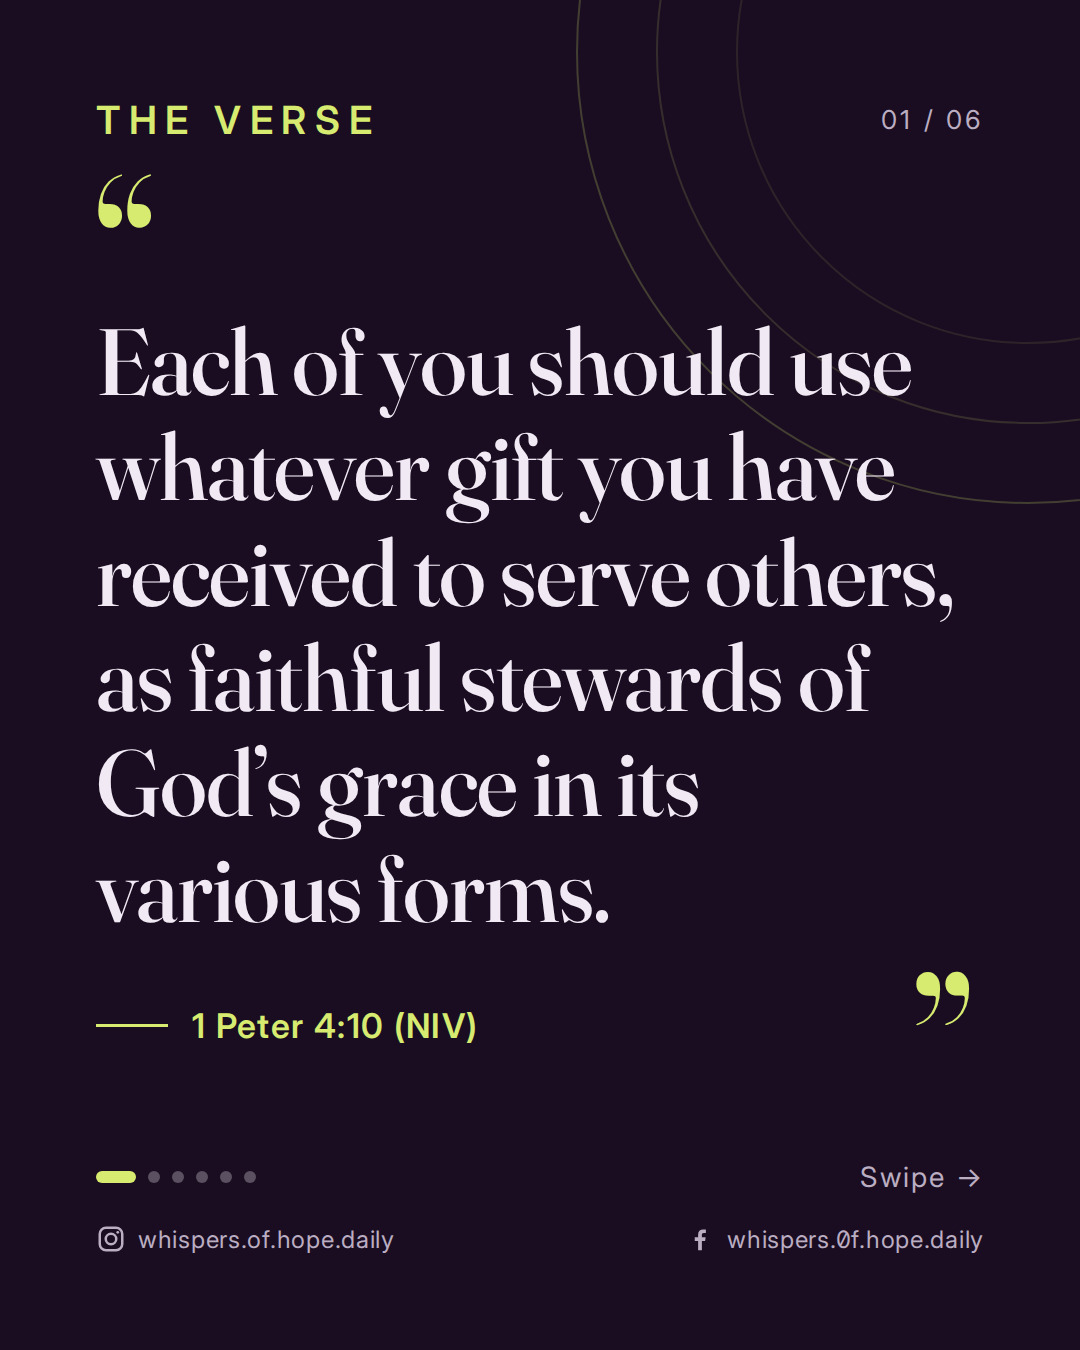 THE VERSE
01 / 06
“
Each of you should use
whatever gift you have
received to serve others,
as faithful stewards of
God’s grace in its
various forms.
”
1 Peter 4:10 (NIV)
Swipe →
whispers.of.hope.daily
whispers.0f.hope.daily